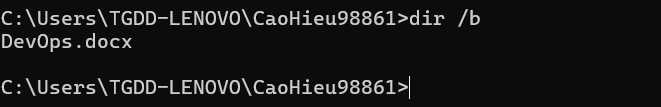 C:\Users\TGDD-LENOVO\CaoHieu98861>dir /b
DevOps.docx
C:\Users\TGDD-LENOVO\CaoHieu98861>